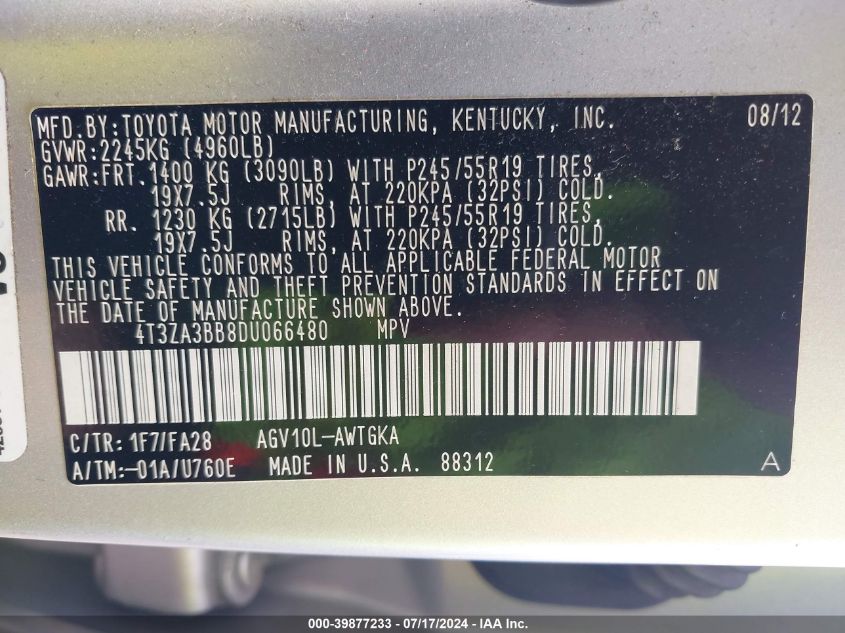 MFD.BY:TOYOTA MOTOR MANUFACTURING, KENTUCKY, INC. 08/12
GVWR:2245KG (4960LB)
GAWR:FRT. 1400 KG (3090LB) WITH P245/55R19 TIRES,
19X7.5J RIMS, AT 220KPA (32PSI) COLD.
RR. 1230 KG (2715LB) WITH P245/55R19 TIRES,
19X7.5J RIMS, AT 220KPA (32PSI) COLD.
THIS VEHICLE CONFORMS TO ALL APPLICABLE FEDERAL MOTOR
VEHICLE SAFETY AND THEFT PREVENTION STANDARDS IN EFFECT ON
THE DATE OF MANUFACTURE SHOWN ABOVE.
4T3ZA3BB8DU066480 MPV
C/TR: 1F7/FA28 AGV10L-AWTGKA
A/TM:-01A/U760E MADE IN U.S.A. 88312 A
000-39877233 - 07/17/2024 - IAA Inc.